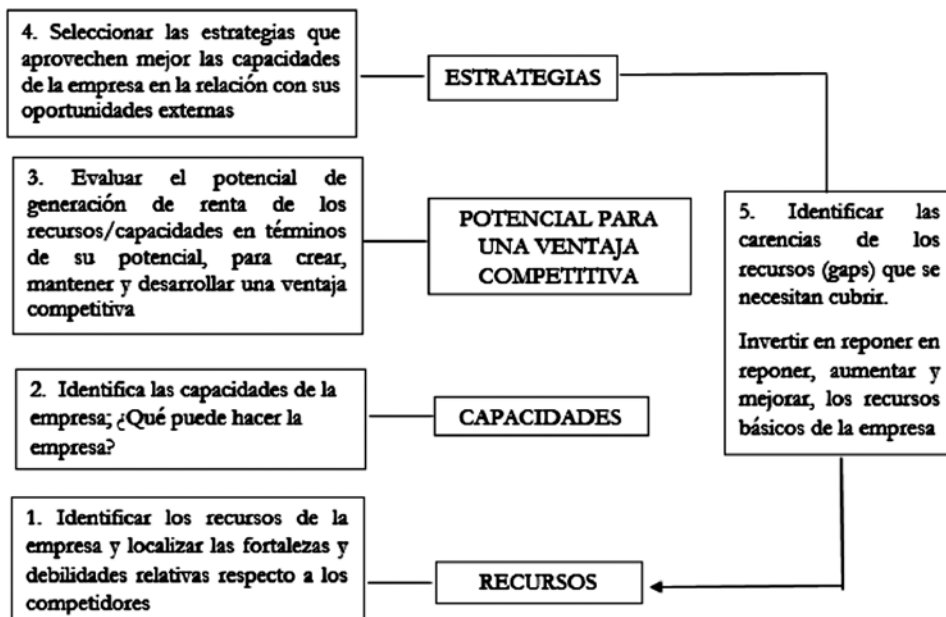 4. Seleccionar las estrategias que
aprovechen mejor las capacidades
de la empresa en la relación con sus
oportunidades externas
ESTRATEGIAS
3. Evaluar el potencial de
generación de renta de los
recursos/capacidades en términos
de su potencial, para crear,
mantener y desarrollar una ventaja
competitiva
POTENCIAL PARA
UNA VENTAJA
COMPETITIVA
5. Identificar las
carencias de los
recursos (gaps) que se
necesitan cubrir.
Invertir en reponer en
reponer, aumentar y
mejorar, los recursos
básicos de la empresa
2. Identifica las capacidades de la
empresa; ¿Qué puede hacer la
empresa?
CAPACIDADES
1. Identificar los recursos de la
empresa y localizar las fortalezas y
debilidades relativas respecto a los
competidores
RECURSOS